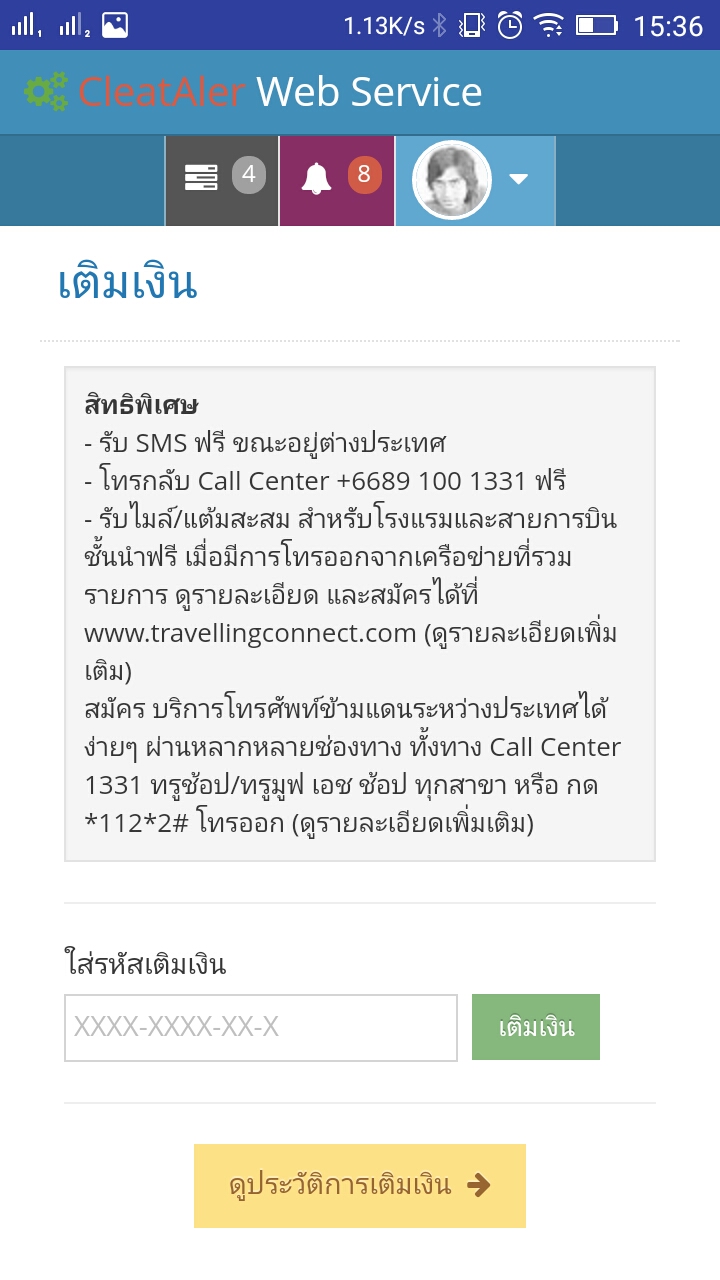 1.13K/s 15:36
CleatAler Web Service
4 8
เติมเงิน
สิทธิพิเศษ
- รับ SMS ฟรี ขณะอยู่ต่างประเทศ
- โทรกลับ Call Center +6689 100 1331 ฟรี
- รับไมล์/แต้มสะสม สำหรับโรงแรมและสายการบิน
ชั้นนำฟรี เมื่อมีการโทรออกจากเครือข่ายที่รวม
รายการ ดูรายละเอียด และสมัครได้ที่
www.travellingconnect.com (ดูรายละเอียดเพิ่ม
เติม)
สมัคร บริการโทรศัพท์ข้ามแดนระหว่างประเทศได้
ง่ายๆ ผ่านหลากหลายช่องทาง ทั้งทาง Call Center
1331 ทรูช้อป/ทรูมูฟ เอช ช้อป ทุกสาขา หรือ กด
*112*2# โทรออก (ดูรายละเอียดเพิ่มเติม)
ใส่รหัสเติมเงิน
XXXX-XXXX-XX-X เติมเงิน
ดูประวัติการเติมเงิน